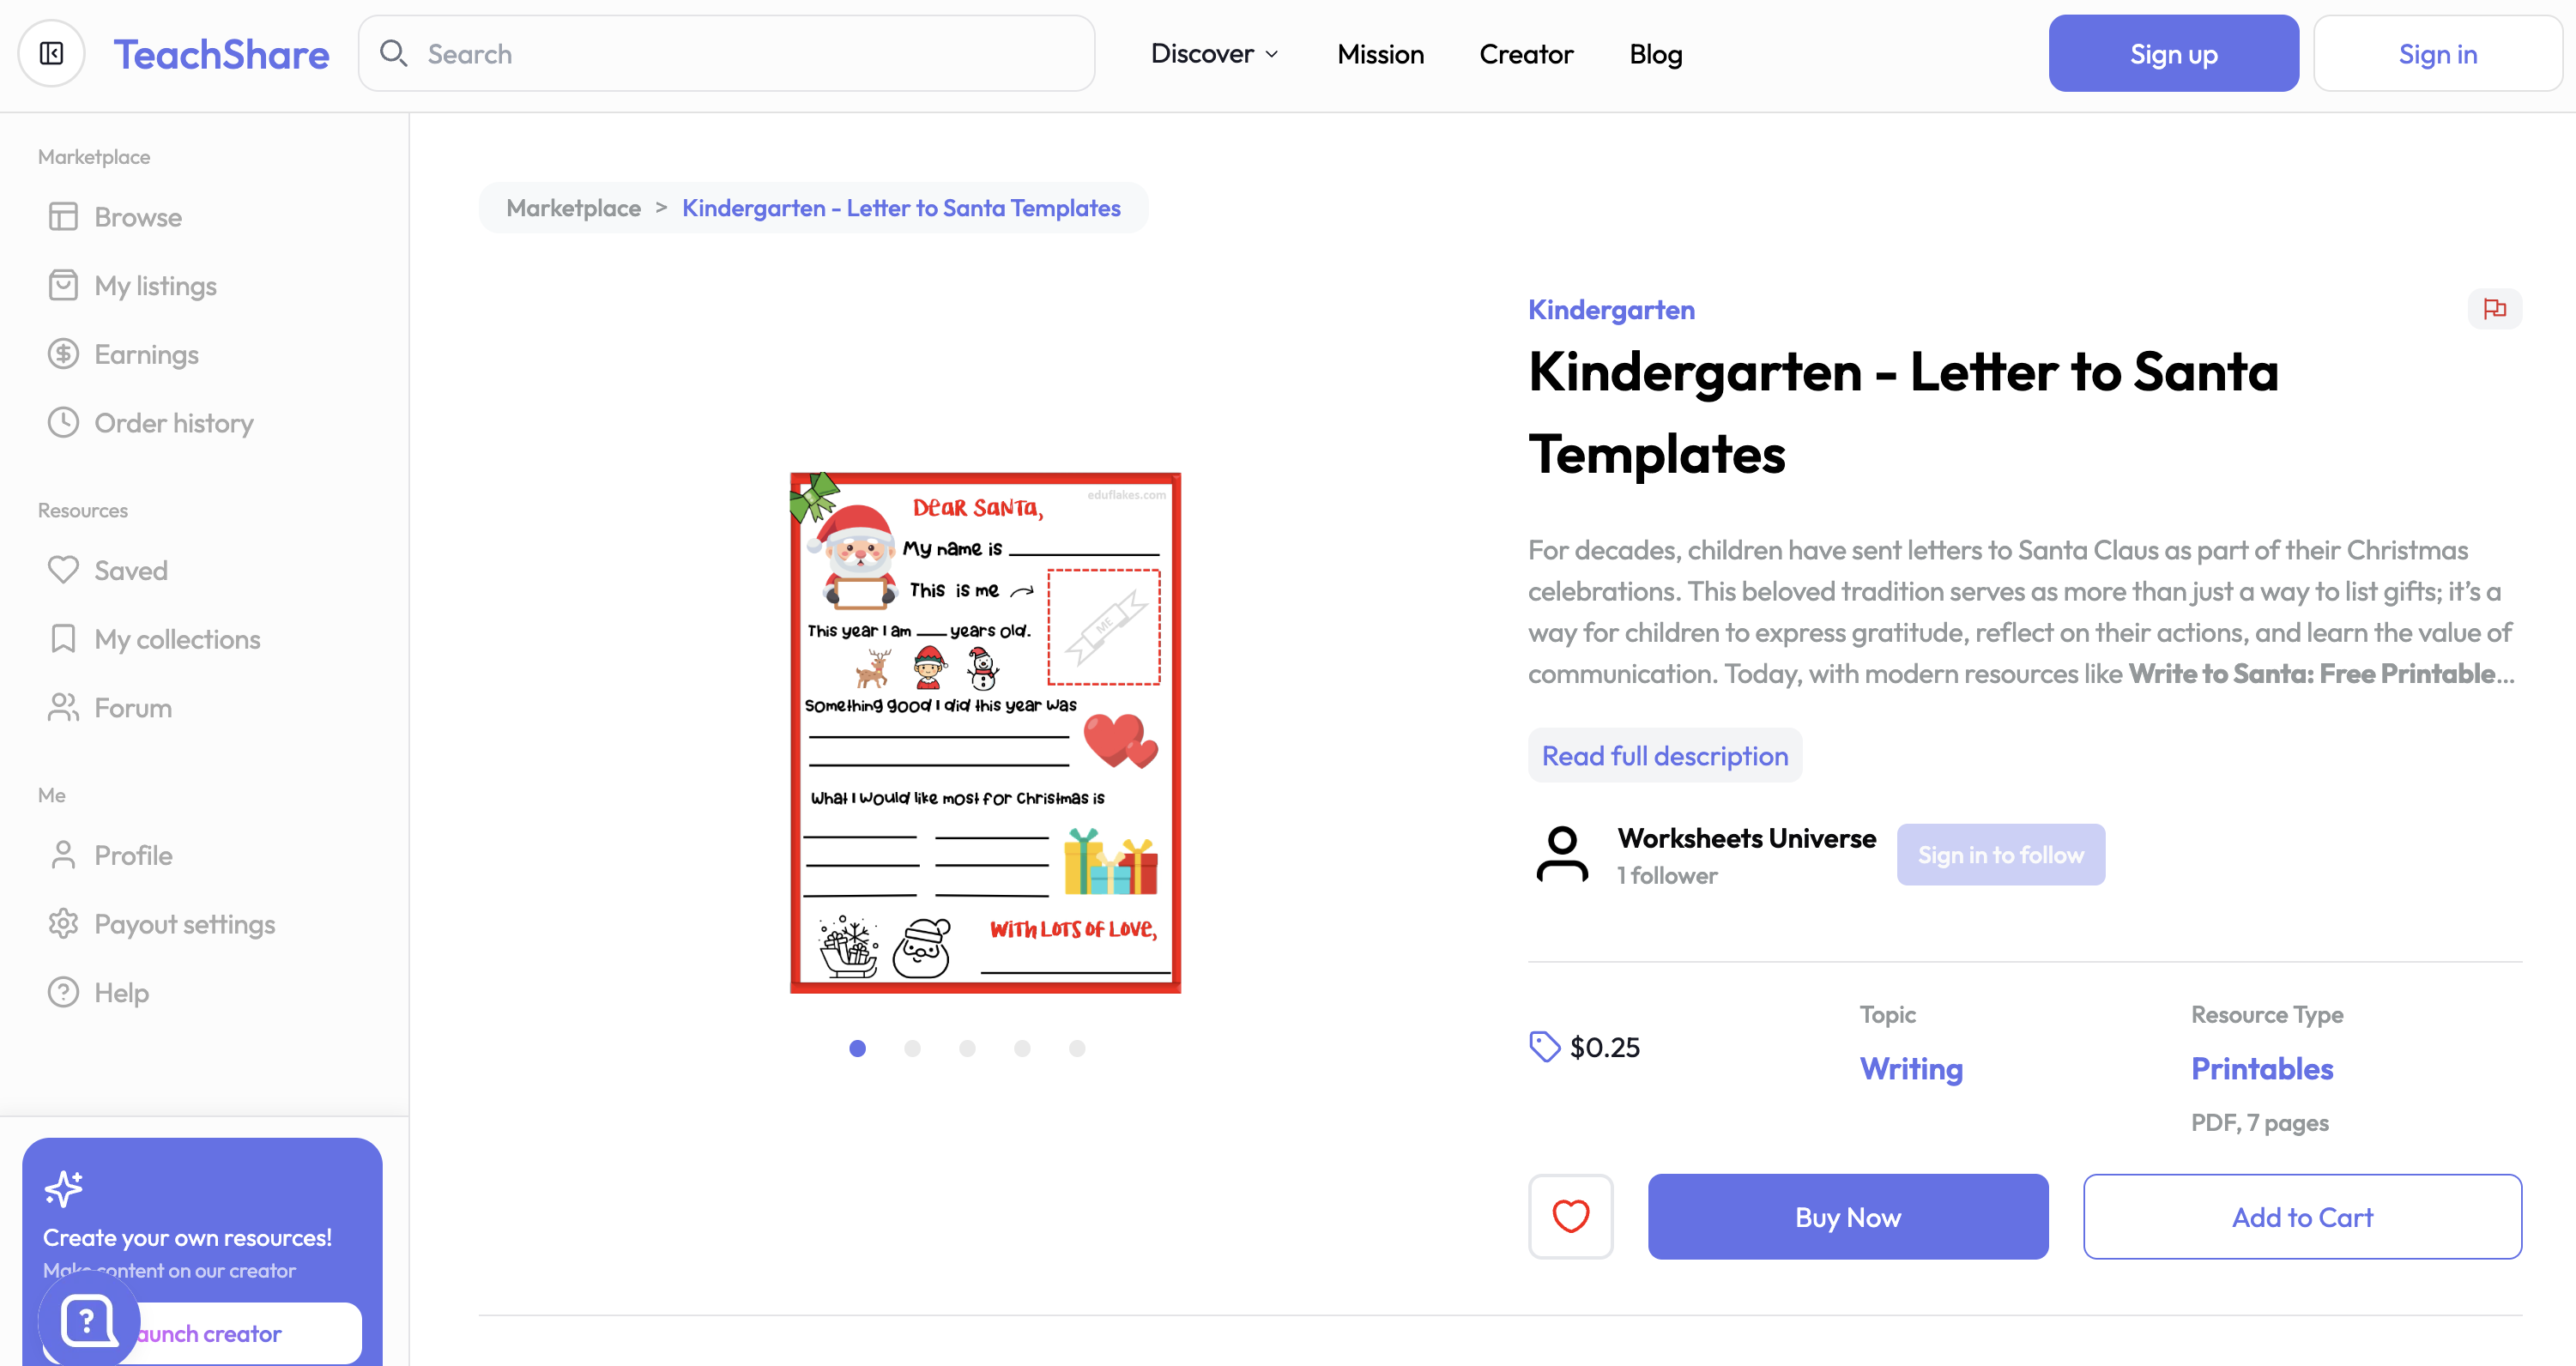 TeachShare
Search
Discover
Mission
Creator
Blog
Sign up
Sign in
Marketplace
Browse
My listings
Earnings
Order history
Resources
Saved
My collections
Forum
Me
Profile
Payout settings
Help
Create your own resources!
Make content on our creator
aunch creator
Marketplace > Kindergarten - Letter to Santa Templates
eduflakes.com
Dear Santa,
My name is
This is me
ME
This year I am ___ years old.
Something good I did this year was
What I would like most for Christmas is
With Lots of Love,
Kindergarten
Kindergarten - Letter to Santa
Templates
For decades, children have sent letters to Santa Claus as part of their Christmas
celebrations. This beloved tradition serves as more than just a way to list gifts; it’s a
way for children to express gratitude, reflect on their actions, and learn the value of
communication. Today, with modern resources like Write to Santa: Free Printable...
Read full description
Worksheets Universe
1 follower
Sign in to follow
$0.25
Topic
Writing
Resource Type
Printables
PDF, 7 pages
Buy Now
Add to Cart